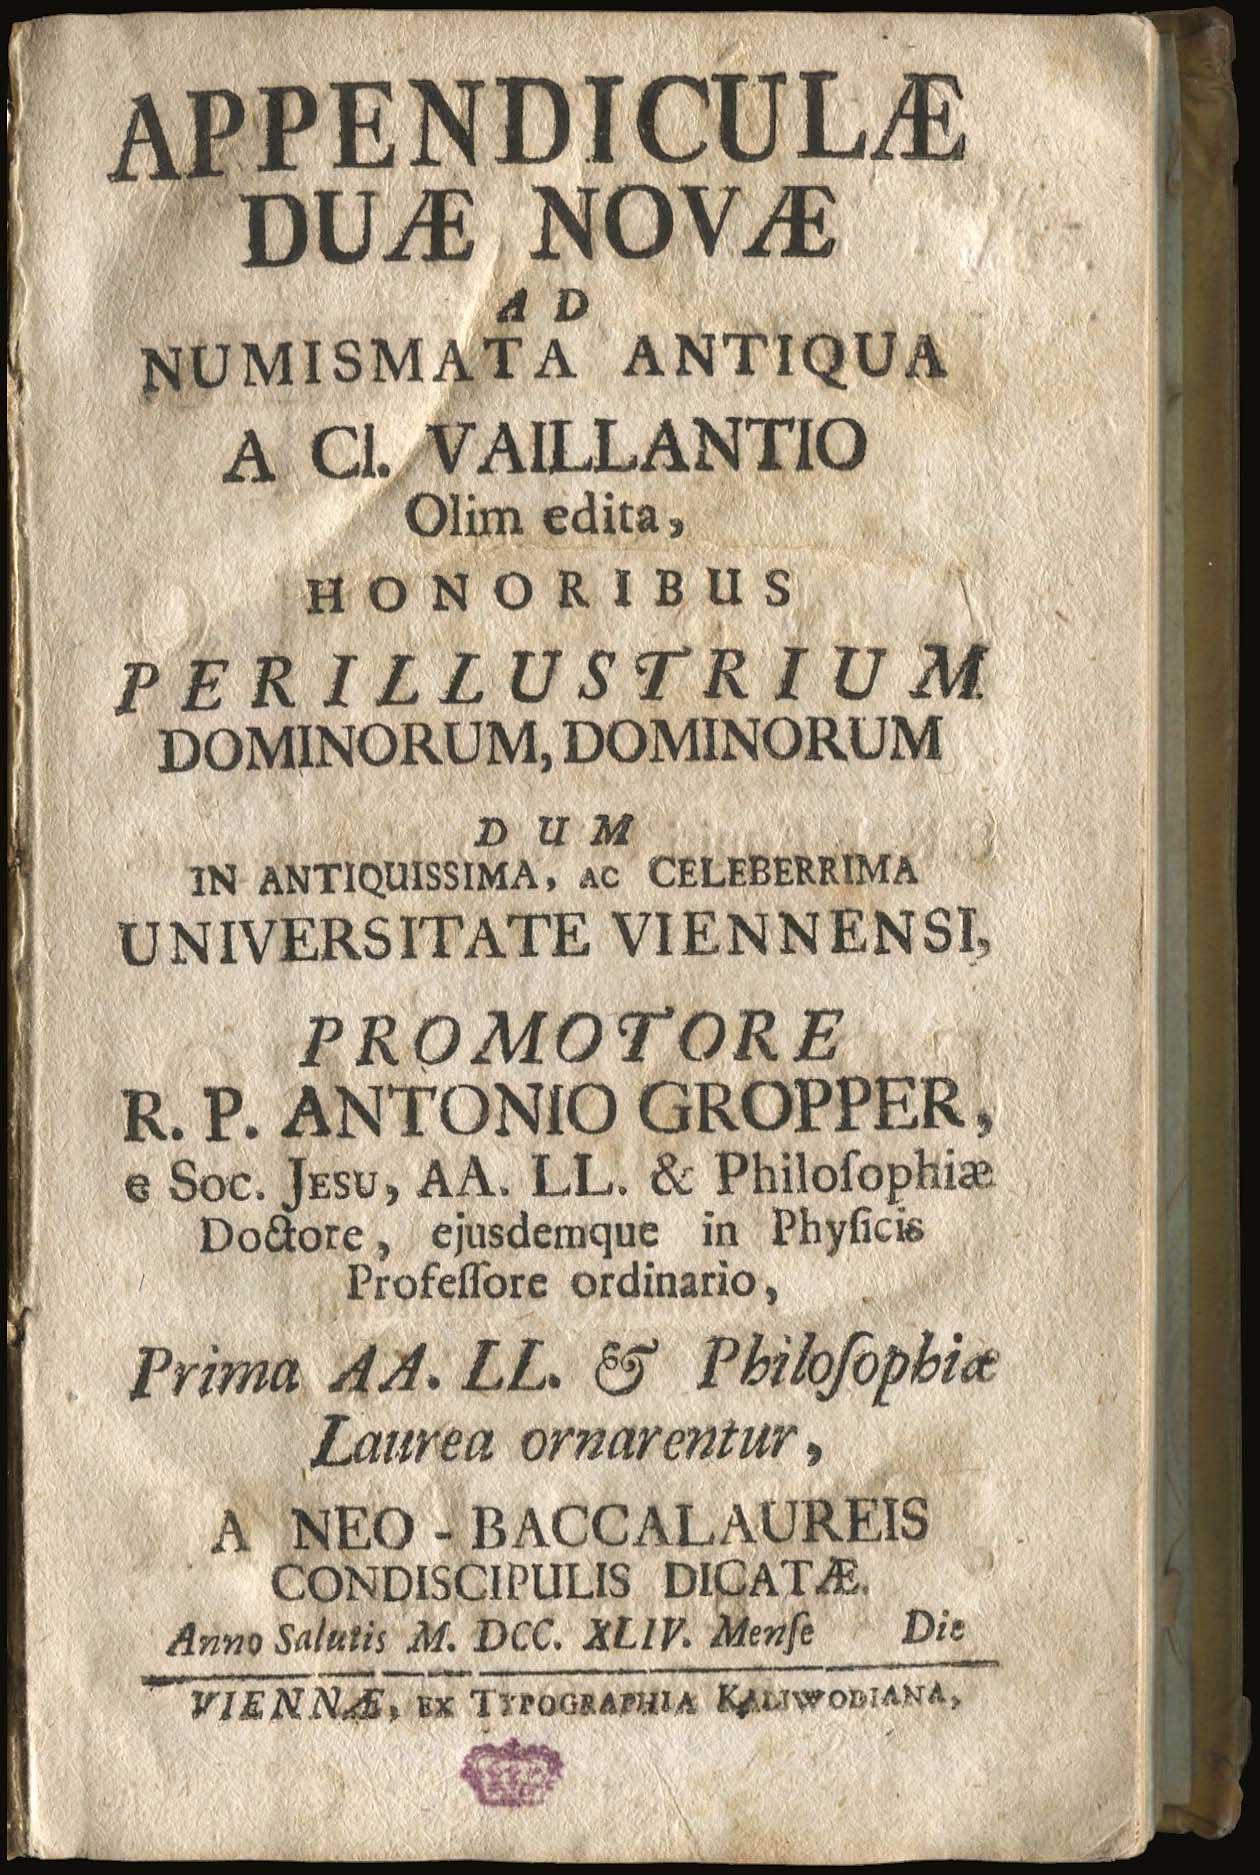 APPENDICULÆ
DUÆ NOVÆ
AD
NUMISMATA ANTIQUA
A Cl. VAILLANTIO
Olim edita,
HONORIBUS
PERILLUSTRIUM
DOMINORUM, DOMINORUM
DUM
IN ANTIQUISSIMA, AC CELEBERRIMA
UNIVERSITATE VIENNENSI,
PROMOTORE
R. P. ANTONIO GROPPER,
e Soc. JESU, AA. LL. & Philoſophiæ
Doctore, ejusdemque in Phyſicis
Profeſſore ordinario,
Prima AA. LL. & Philoſophiæ
Laurea ornarentur,
A NEO-BACCALAUREIS
CONDISCIPULIS DICATÆ.
Anno Salutis M. DCC. XLIV. Menſe Die
VIENNÆ, EX TYPOGRAPHIA KALIWODIANA,